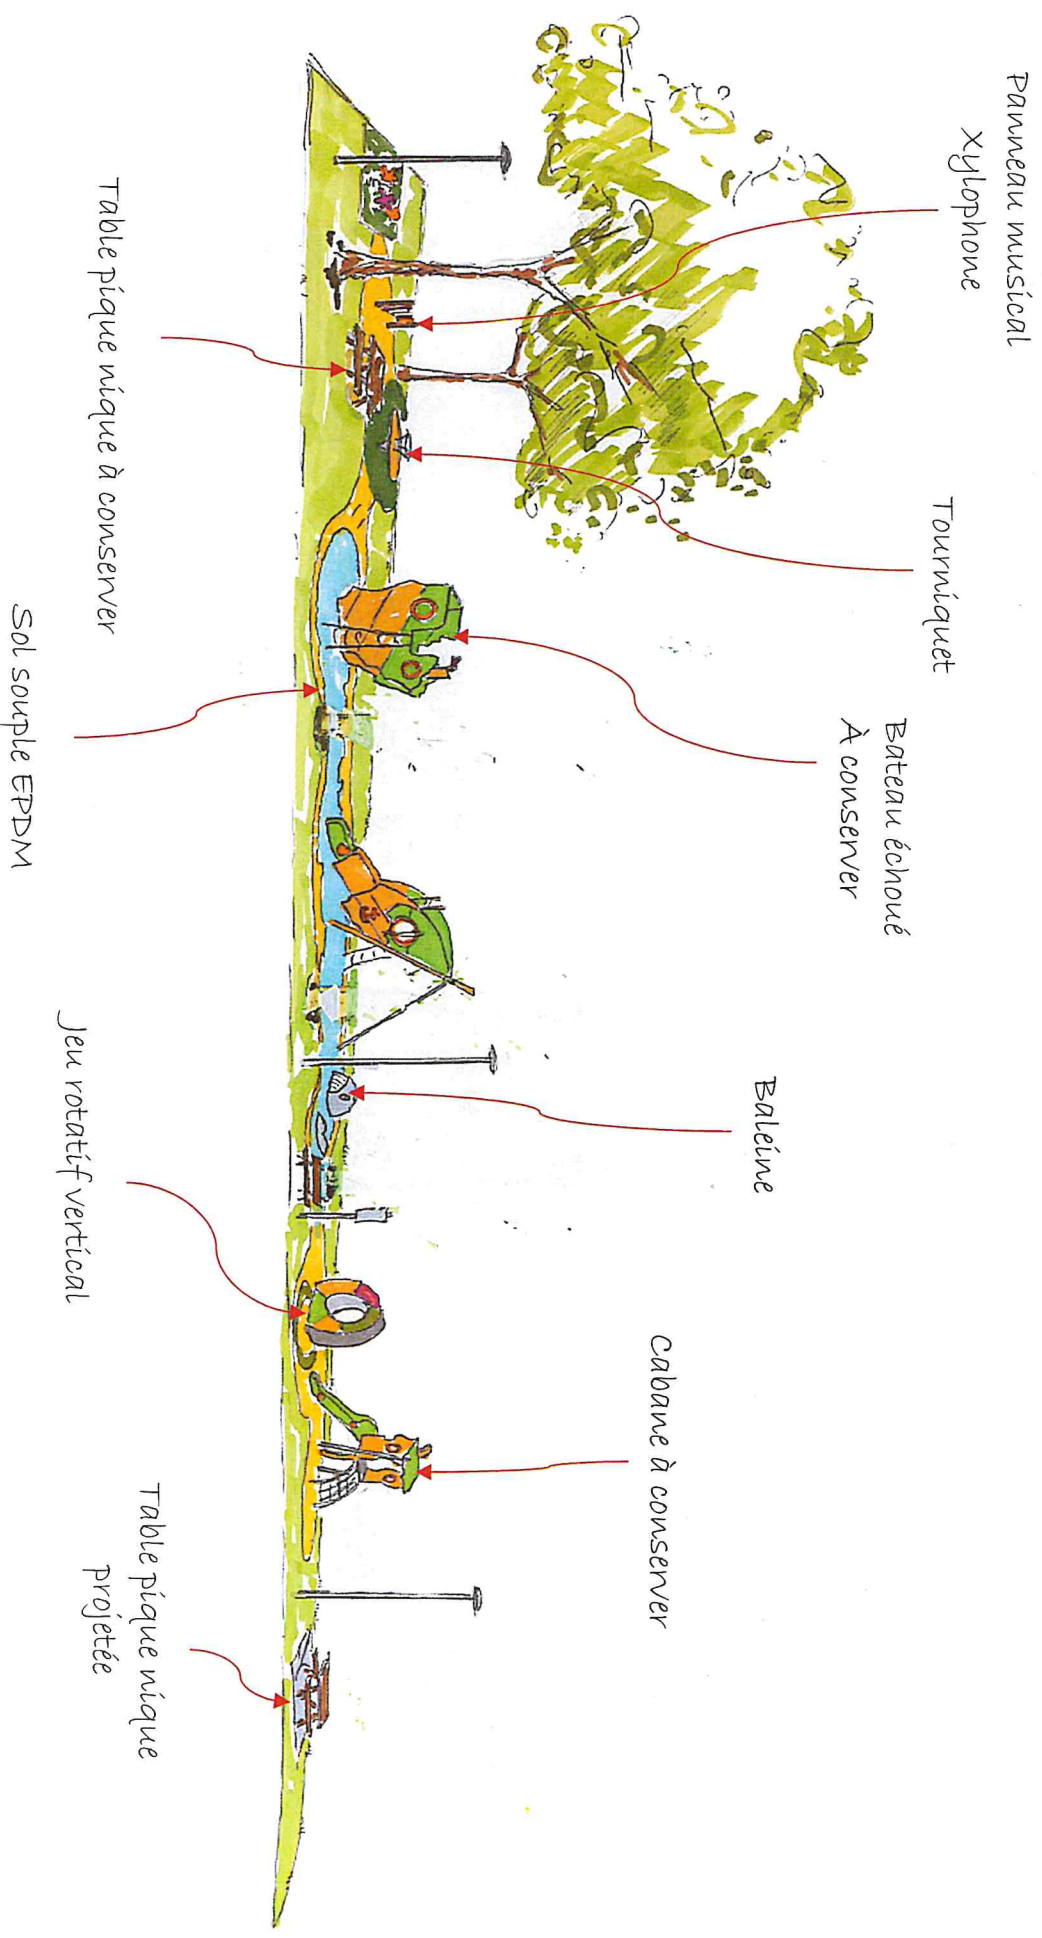 Panneau musical
Xylophone
Tourniquet
Bateau échoué
À conserver
Baleine
Cabane à conserver
Table pique nique à conserver
Sol souple EPDM
Jeu rotatif vertical
Table pique nique
projetée